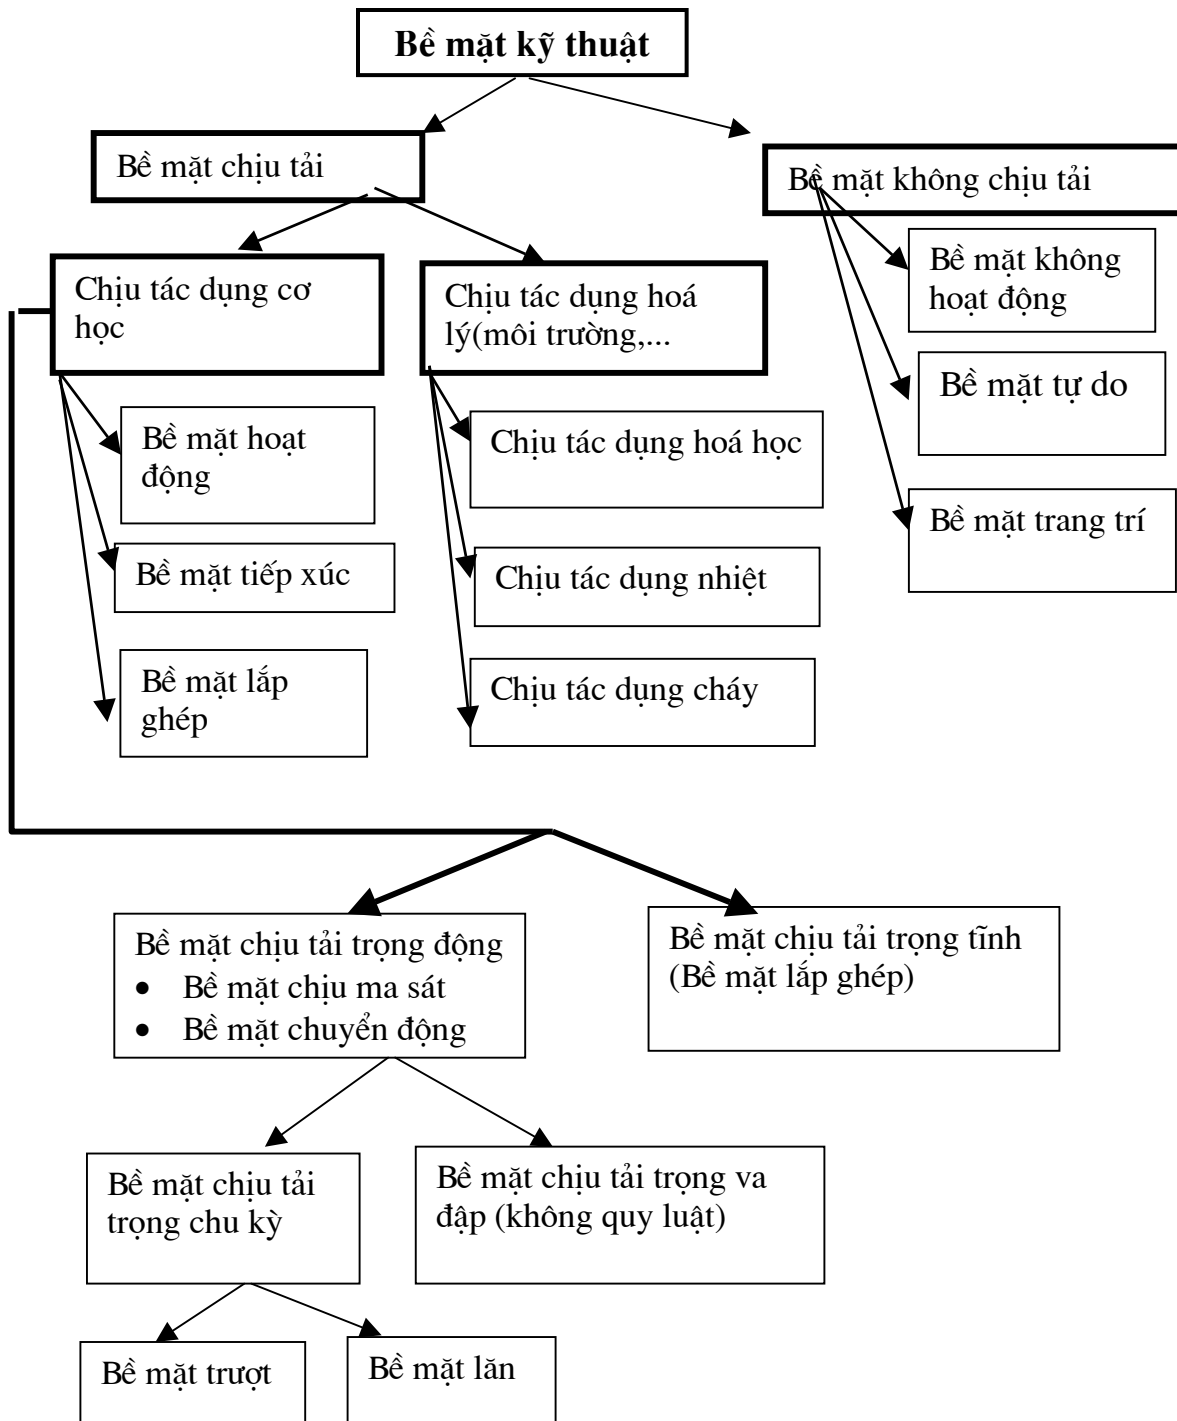 Bề mặt kỹ thuật
Bề mặt chịu tải
Bề mặt không chịu tải
Bề mặt không
hoạt động
Chịu tác dụng cơ
học
Chịu tác dụng hoá
lý(môi trường,...
Bề mặt tự do
Bề mặt hoạt
động
Chịu tác dụng hoá học
Bề mặt trang trí
Bề mặt tiếp xúc
Chịu tác dụng nhiệt
Bề mặt lắp
ghép
Chịu tác dụng cháy
Bề mặt chịu tải trọng động
• Bề mặt chịu ma sát
• Bề mặt chuyển động
Bề mặt chịu tải trọng tĩnh
(Bề mặt lắp ghép)
Bề mặt chịu tải
trọng chu kỳ
Bề mặt chịu tải trọng va
đập (không quy luật)
Bề mặt trượt
Bề mặt lăn